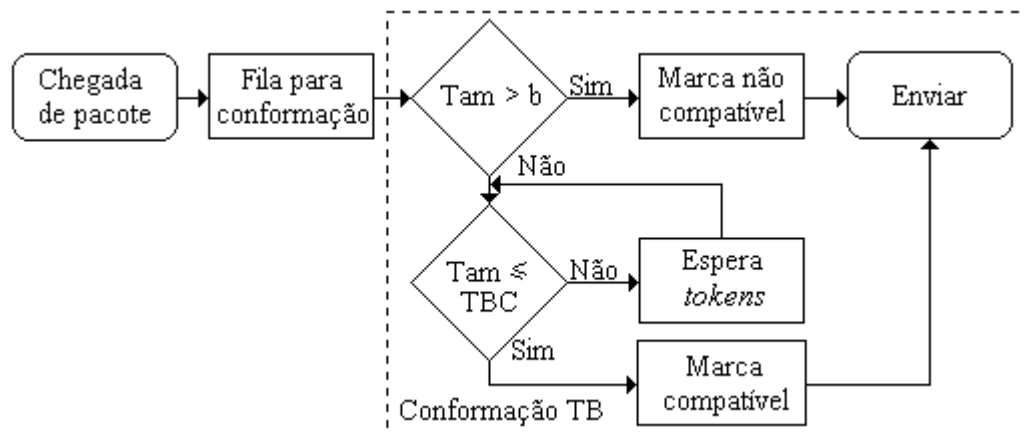 Chegada
de pacote
Fila para
conformação
Tam > b
Sim
Marca não
compatível
Enviar
Não
Tam ⩽
TBC
Não
Espera
tokens
Sim
Marca
compatível
Conformação TB